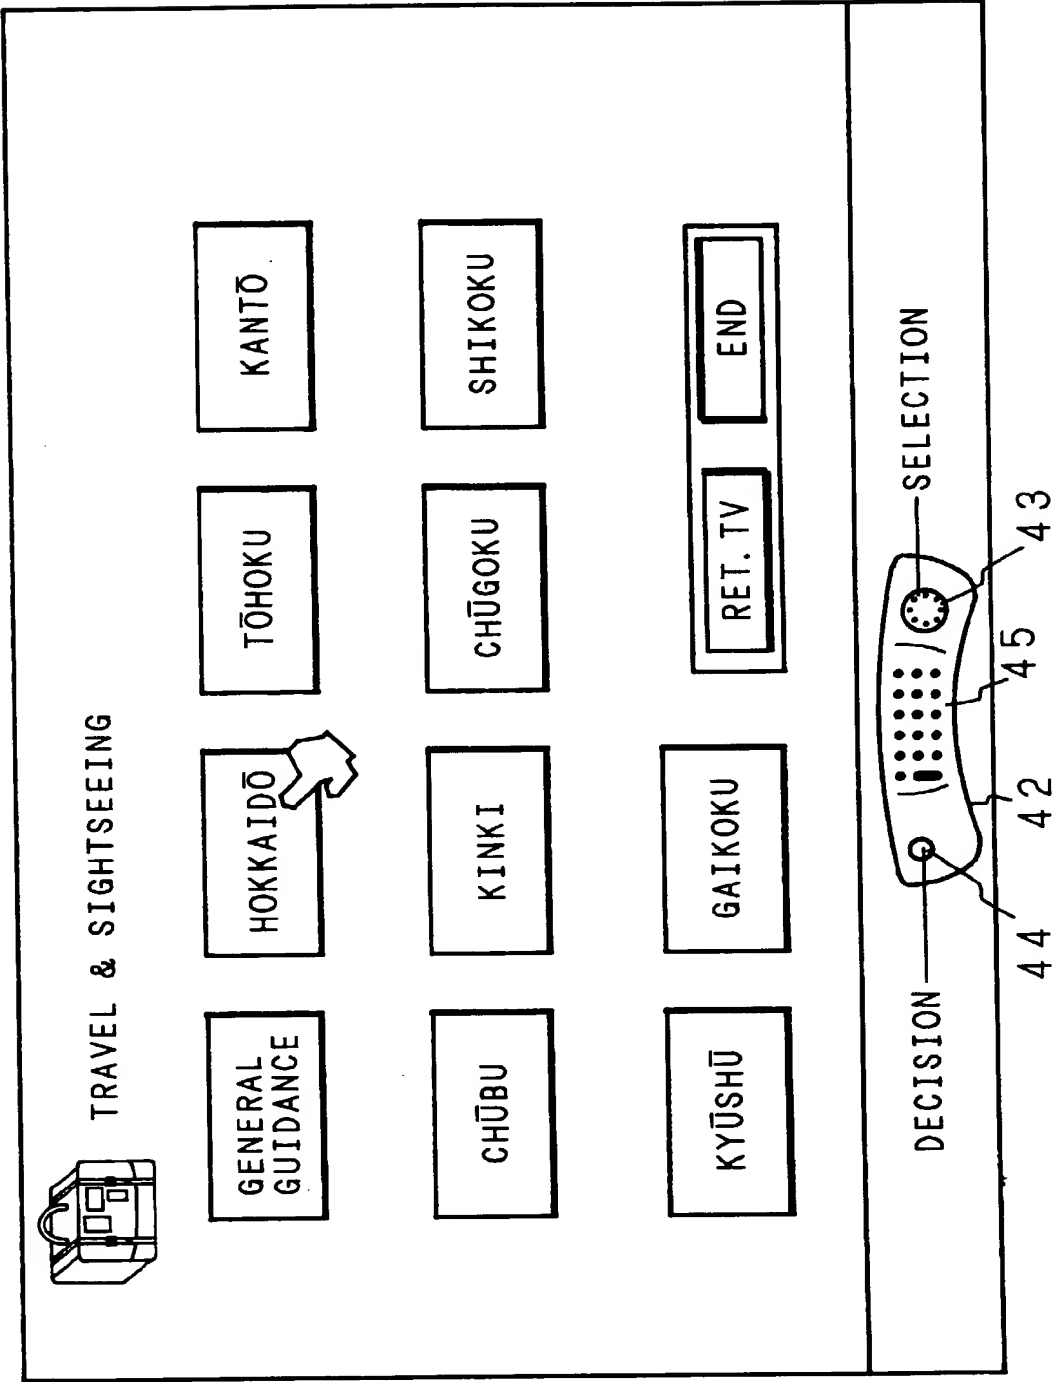 TRAVEL & SIGHTSEEING
GENERAL
GUIDANCE
HOKKAIDŌ
TŌHOKU
KANTŌ
CHŪBU
KINKI
CHŪGOKU
SHIKOKU
KYŪSHŪ
GAIKOKU
RET. TV
END
DECISION
SELECTION
44
42
45
43